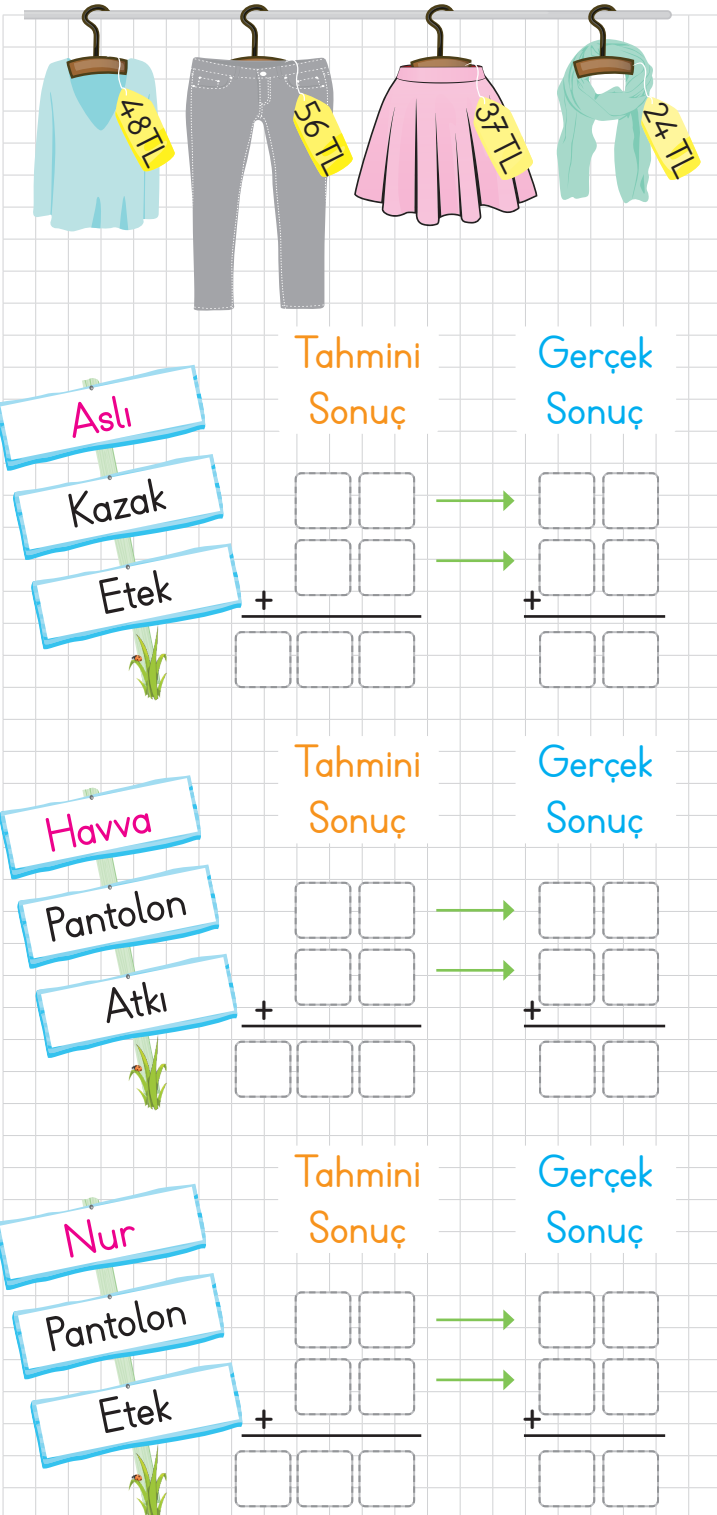 48TL
56 TL
37 TL
24 TL
Tahmini Sonuç
Gerçek Sonuç
Aslı
Kazak
Etek
+
+
Tahmini Sonuç
Gerçek Sonuç
Havva
Pantolon
Atkı
+
+
Tahmini Sonuç
Gerçek Sonuç
Nur
Pantolon
Etek
+
+